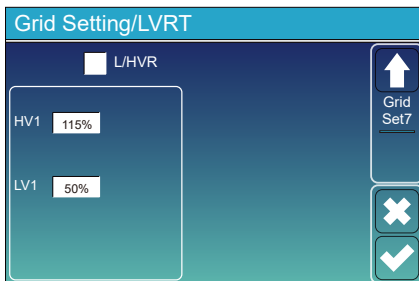 Grid Setting/LVRT
L/HVR
HV1 115%
LV1 50%
Grid
Set7